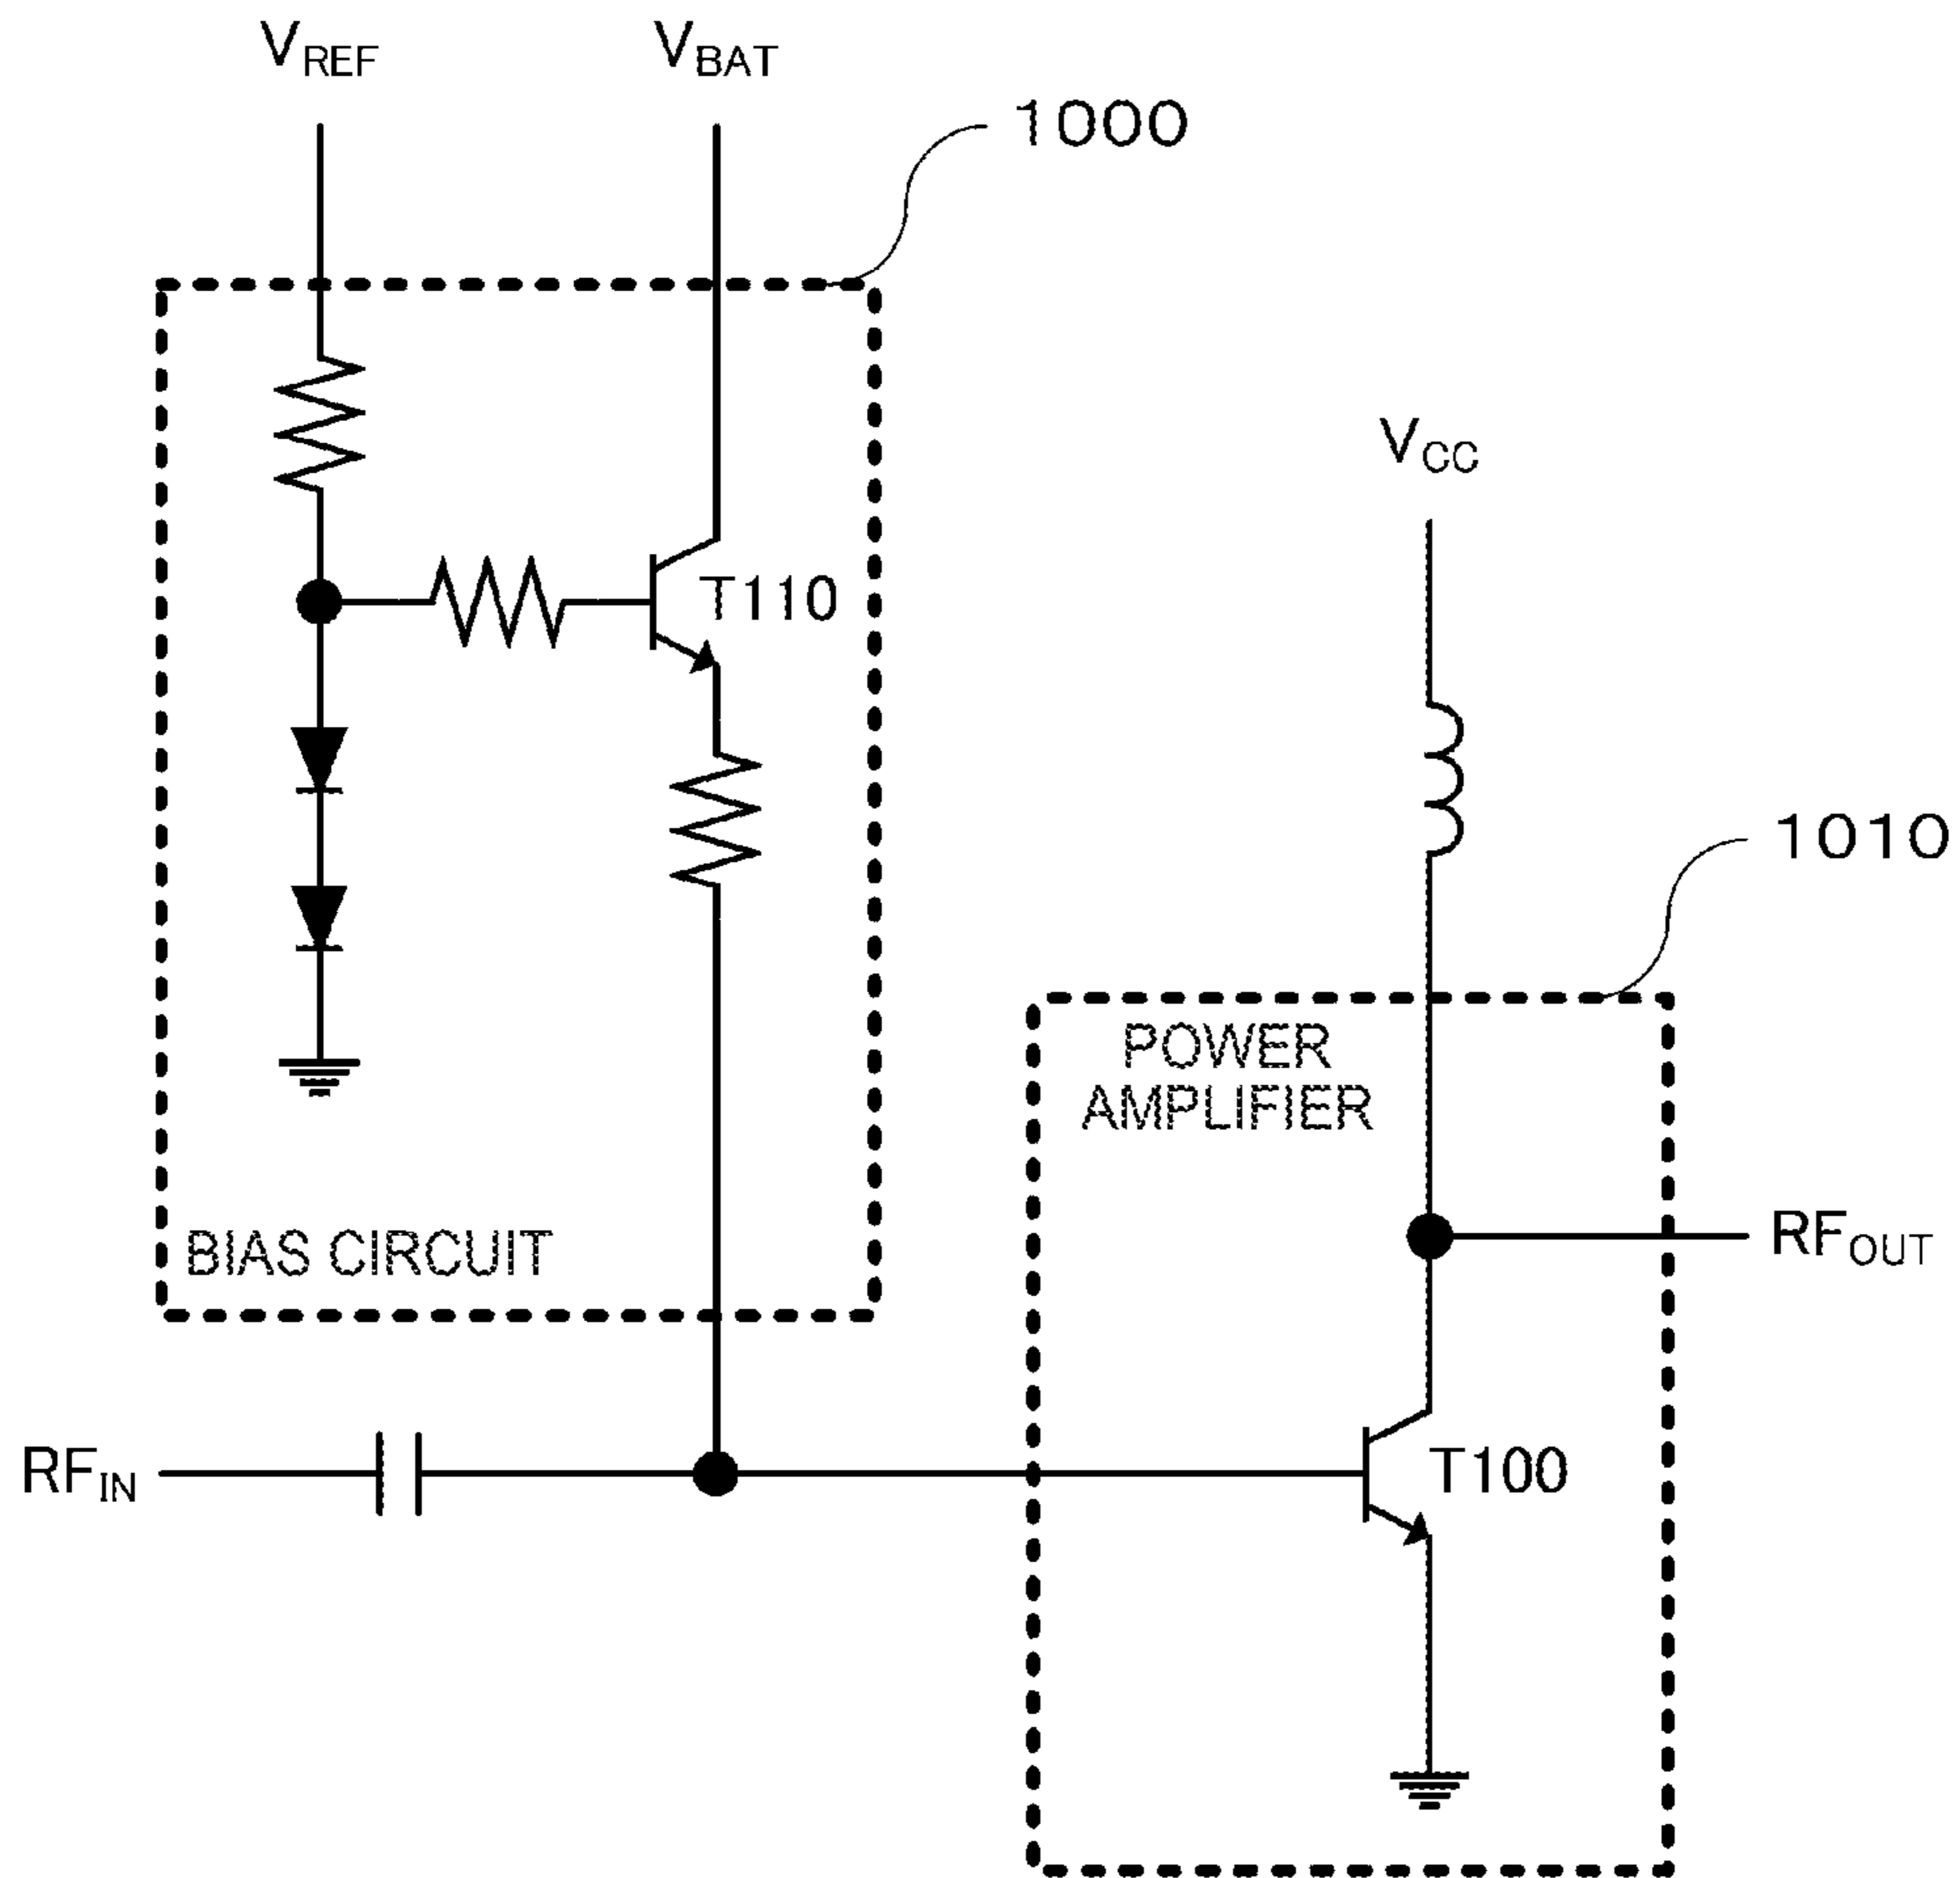 VREF
VBAT
1000
T110
VCC
1010
POWER
AMPLIFIER
BIAS CIRCUIT
RFOUT
RFIN
T100